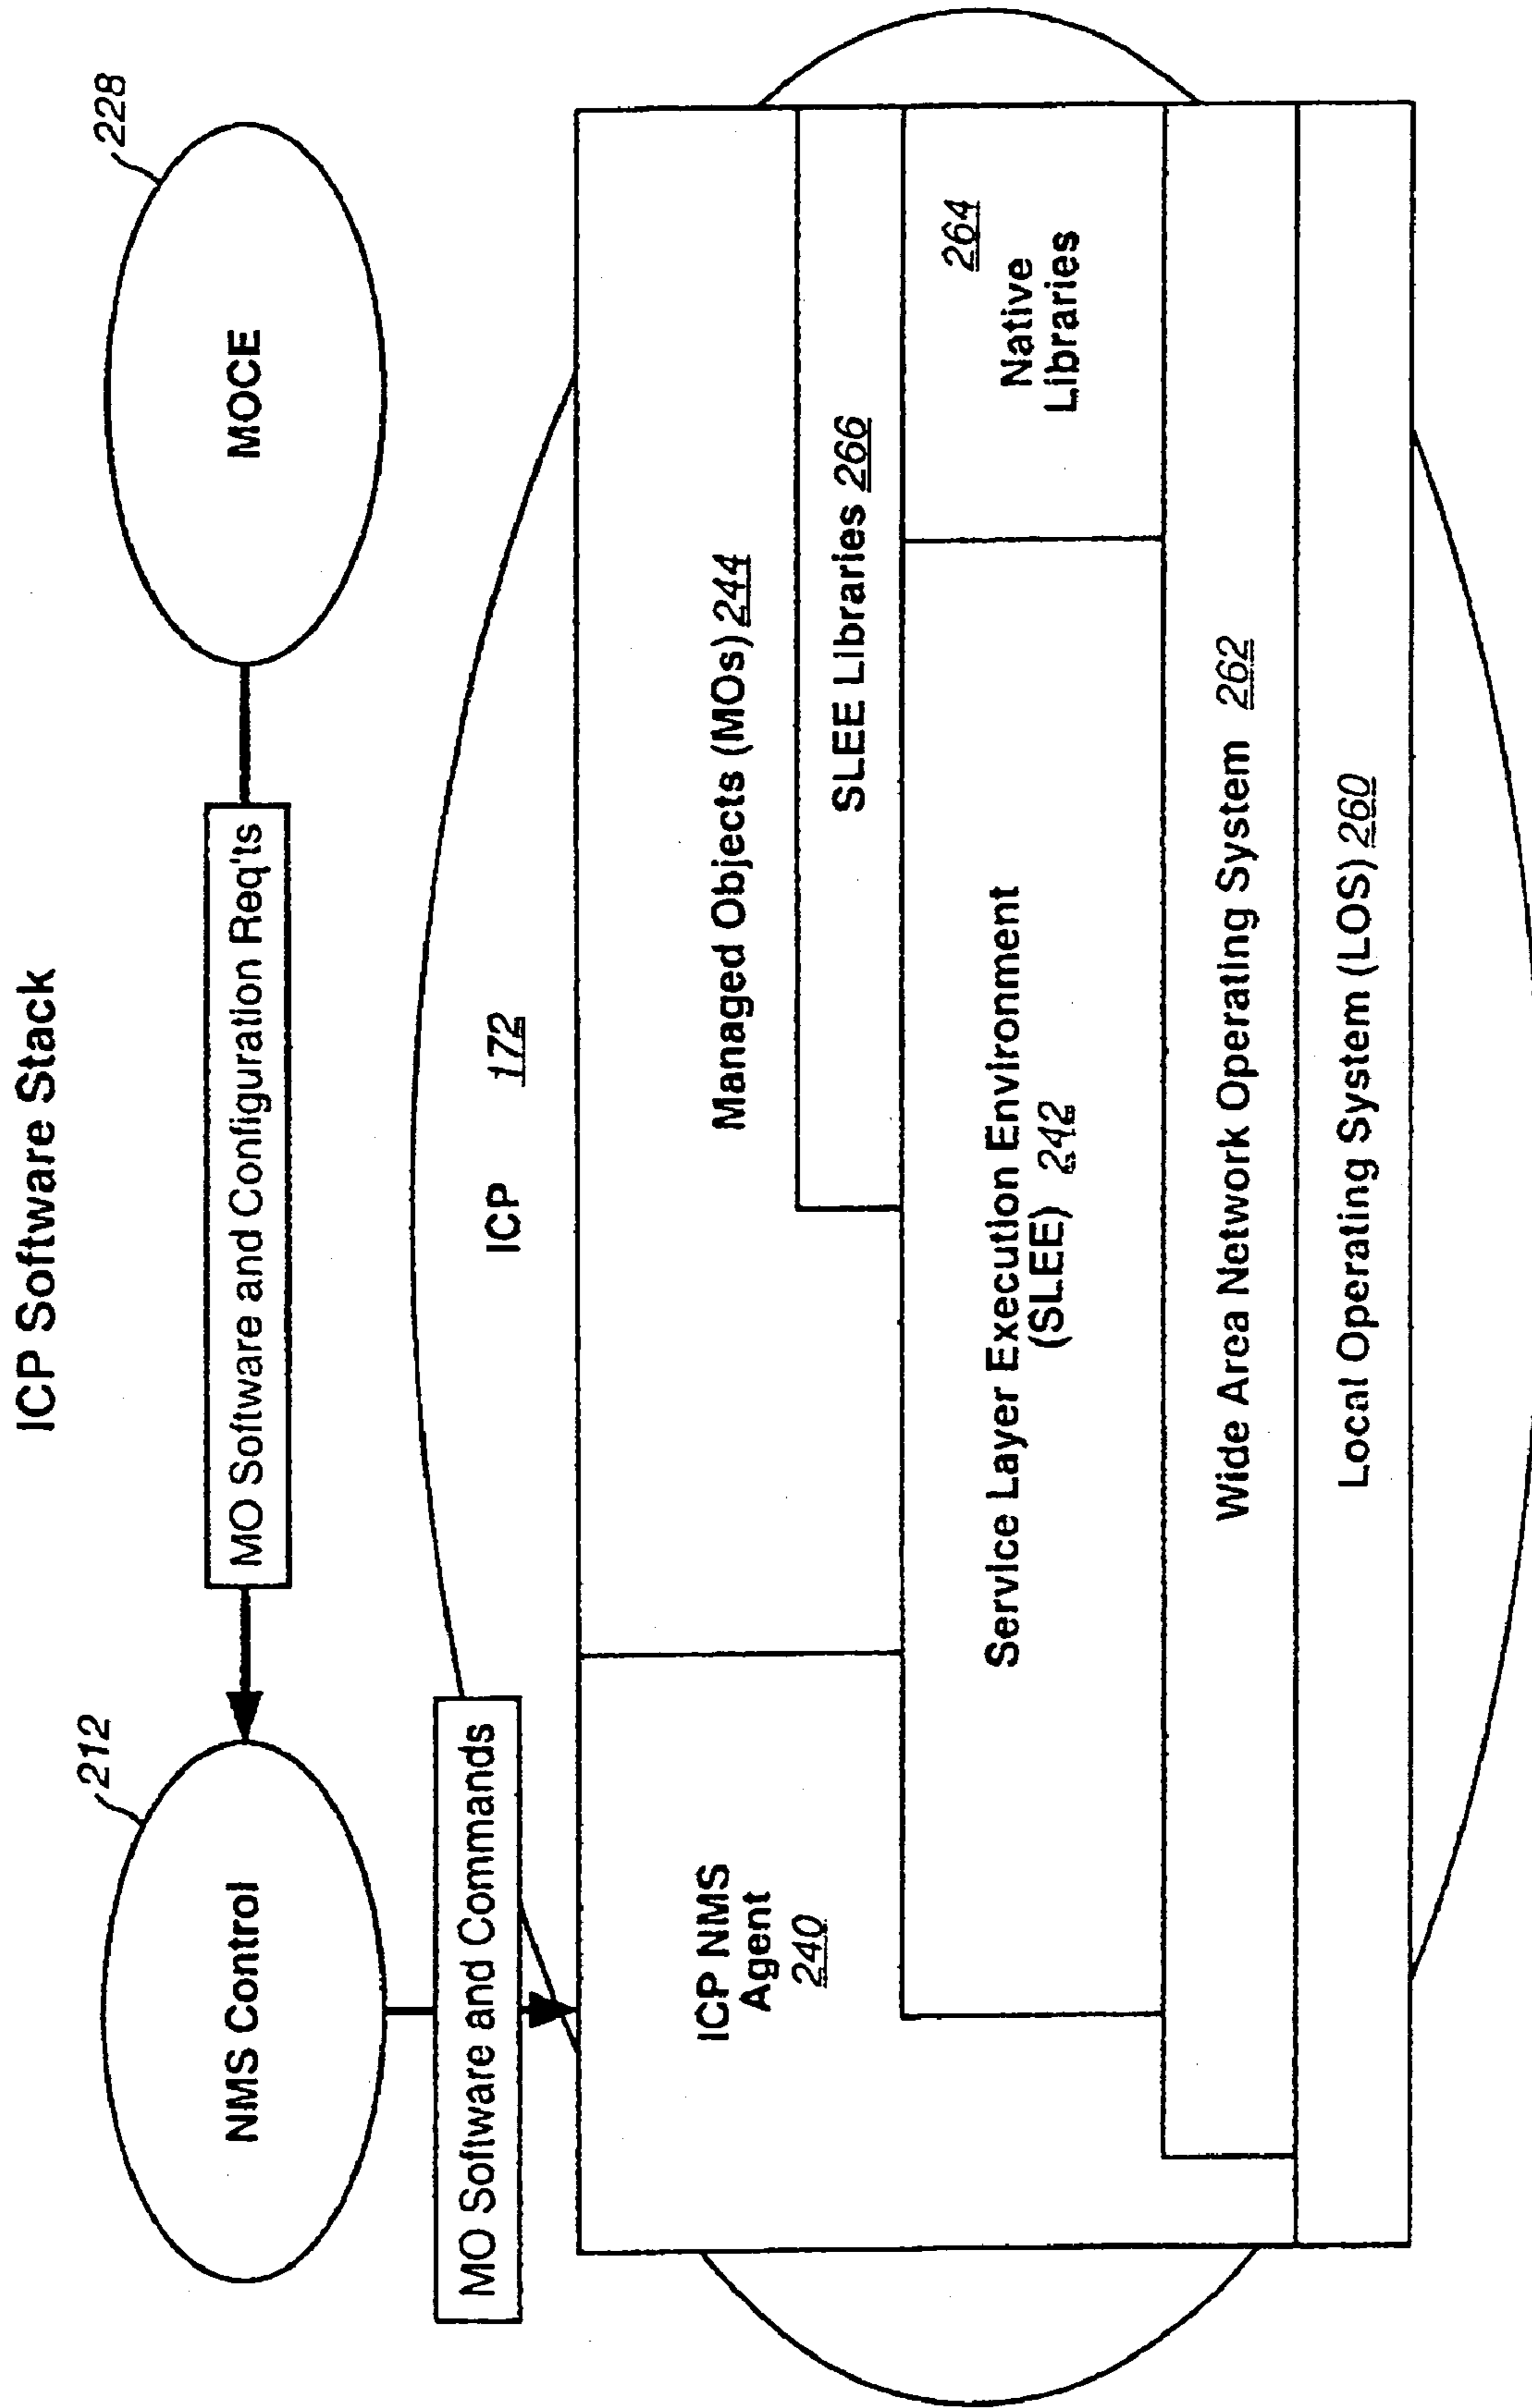 ICP Software Stack
212
228
NMS Control
MO Software and Configuration Req'ts
MOCE
MO Software and Commands
ICP 172
ICP NMS
Agent
240
Managed Objects (MOs) 244
SLEE Libraries 266
Service Layer Execution Environment
(SLEE) 242
264
Native
Libraries
Wide Area Network Operating System 262
Local Operating System (LOS) 260